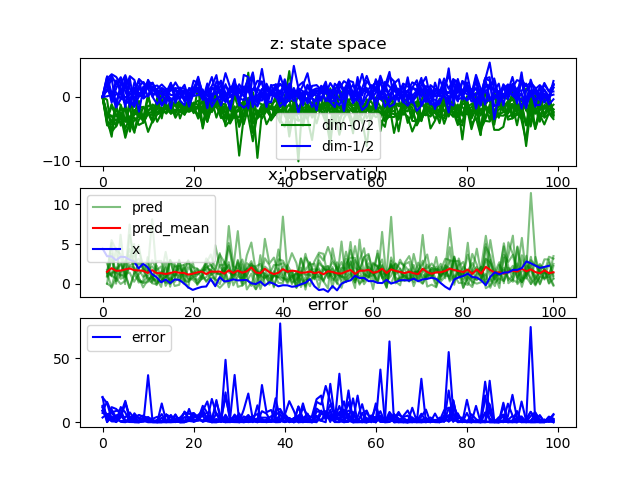 z: state space
0
−10
dim-0/2
dim-1/2
0 20 40 60 80 100
x: observation
10
5
0
pred
pred_mean
x
0 20 40 60 80 100
error
50
0
error
0 20 40 60 80 100